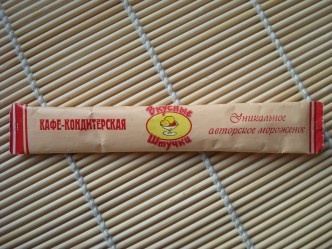 КАФЕ-КОНДИТЕРСКАЯ
Вкусные
Штучки
Уникальное
авторское мороженое